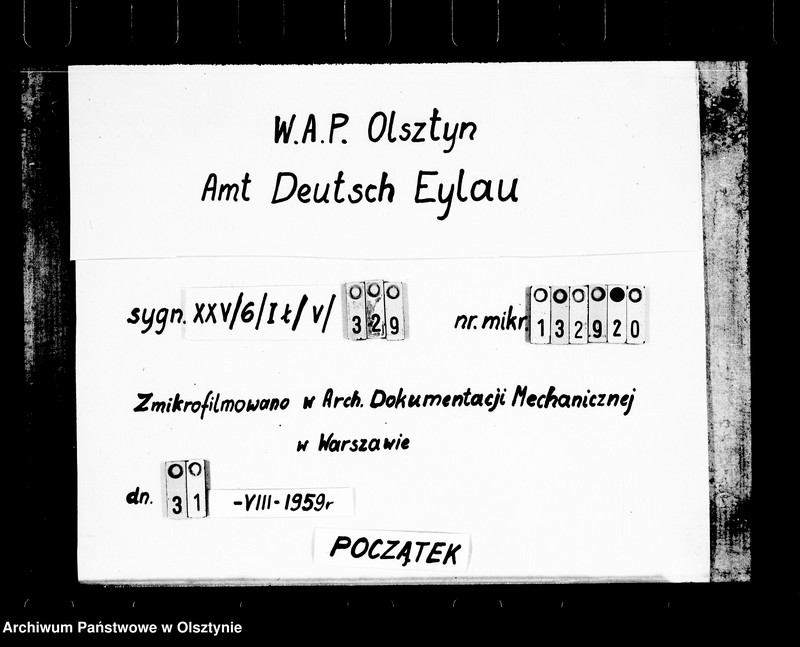 W.A.P. Olsztyn
Amt Deutsch Eylau
sygn. XXV/6/I ł/V/ 329 nr. mikr. 132920
Zmikrofilmowano w Arch. Dokumentacji Mechanicznej
w Warszawie
dn. 31 -VIII-1959r
POCZĄTEK
Archiwum Państwowe w Olsztynie